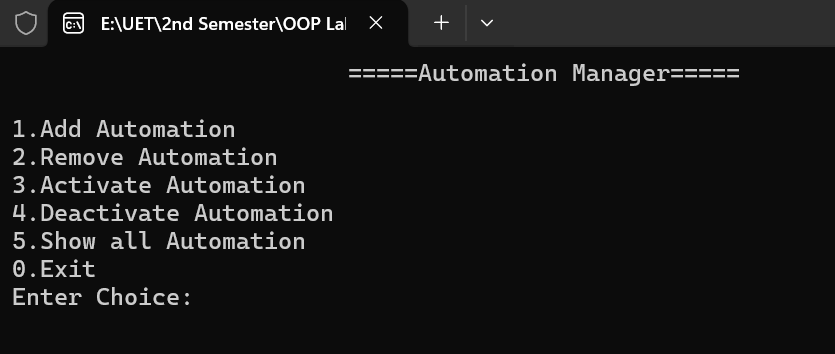 E:\UET\2nd Semester\OOP La
=====Automation Manager=====
1.Add Automation
2.Remove Automation
3.Activate Automation
4.Deactivate Automation
5.Show all Automation
0.Exit
Enter Choice: